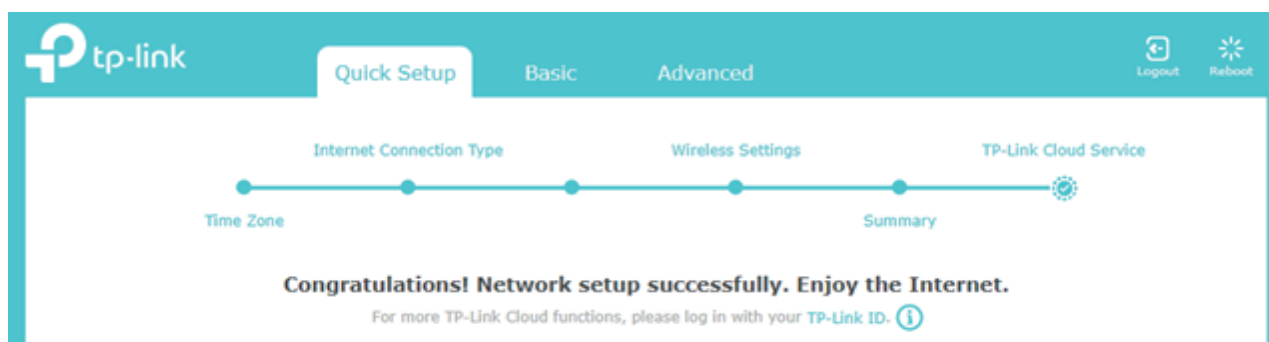 tp-link
Quick Setup Basic Advanced
Logout Reboot
Internet Connection Type Wireless Settings TP-Link Cloud Service
Time Zone Summary
Congratulations! Network setup successfully. Enjoy the Internet.
For more TP-Link Cloud functions, please log in with your TP-Link ID.